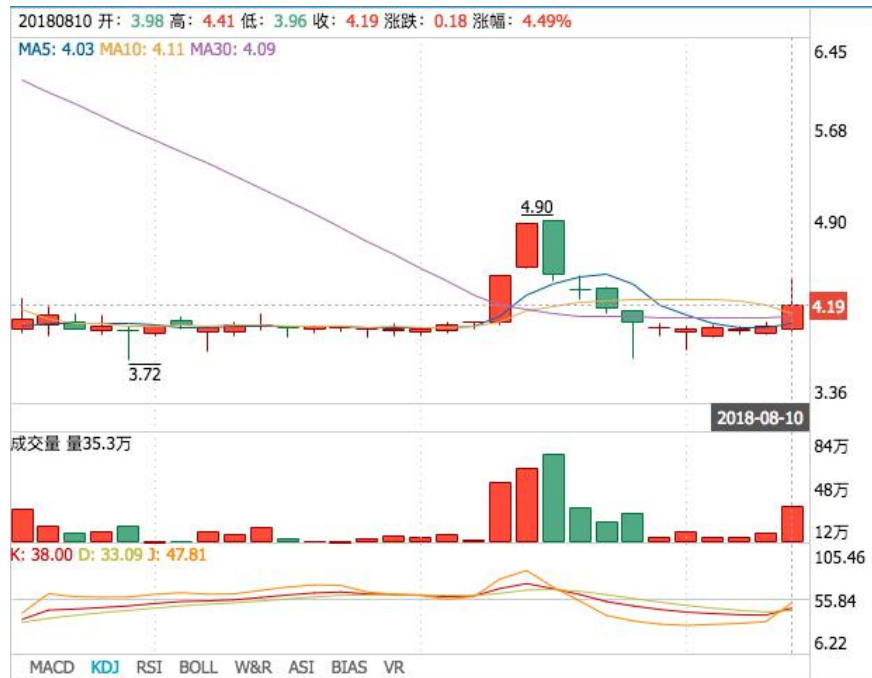 20180810 开: 3.98 高: 4.41 低: 3.96 收: 4.19 涨跌: 0.18 涨幅: 4.49%
MA5: 4.03 MA10: 4.11 MA30: 4.09
6.45
5.68
4.90
4.90
4.19
3.72
3.36
2018-08-10
成交量 量35.3万
84万
48万
12万
K: 38.00 D: 33.09 J: 47.81
105.46
55.84
6.22
MACD KDJ RSI BOLL W&R ASI BIAS VR